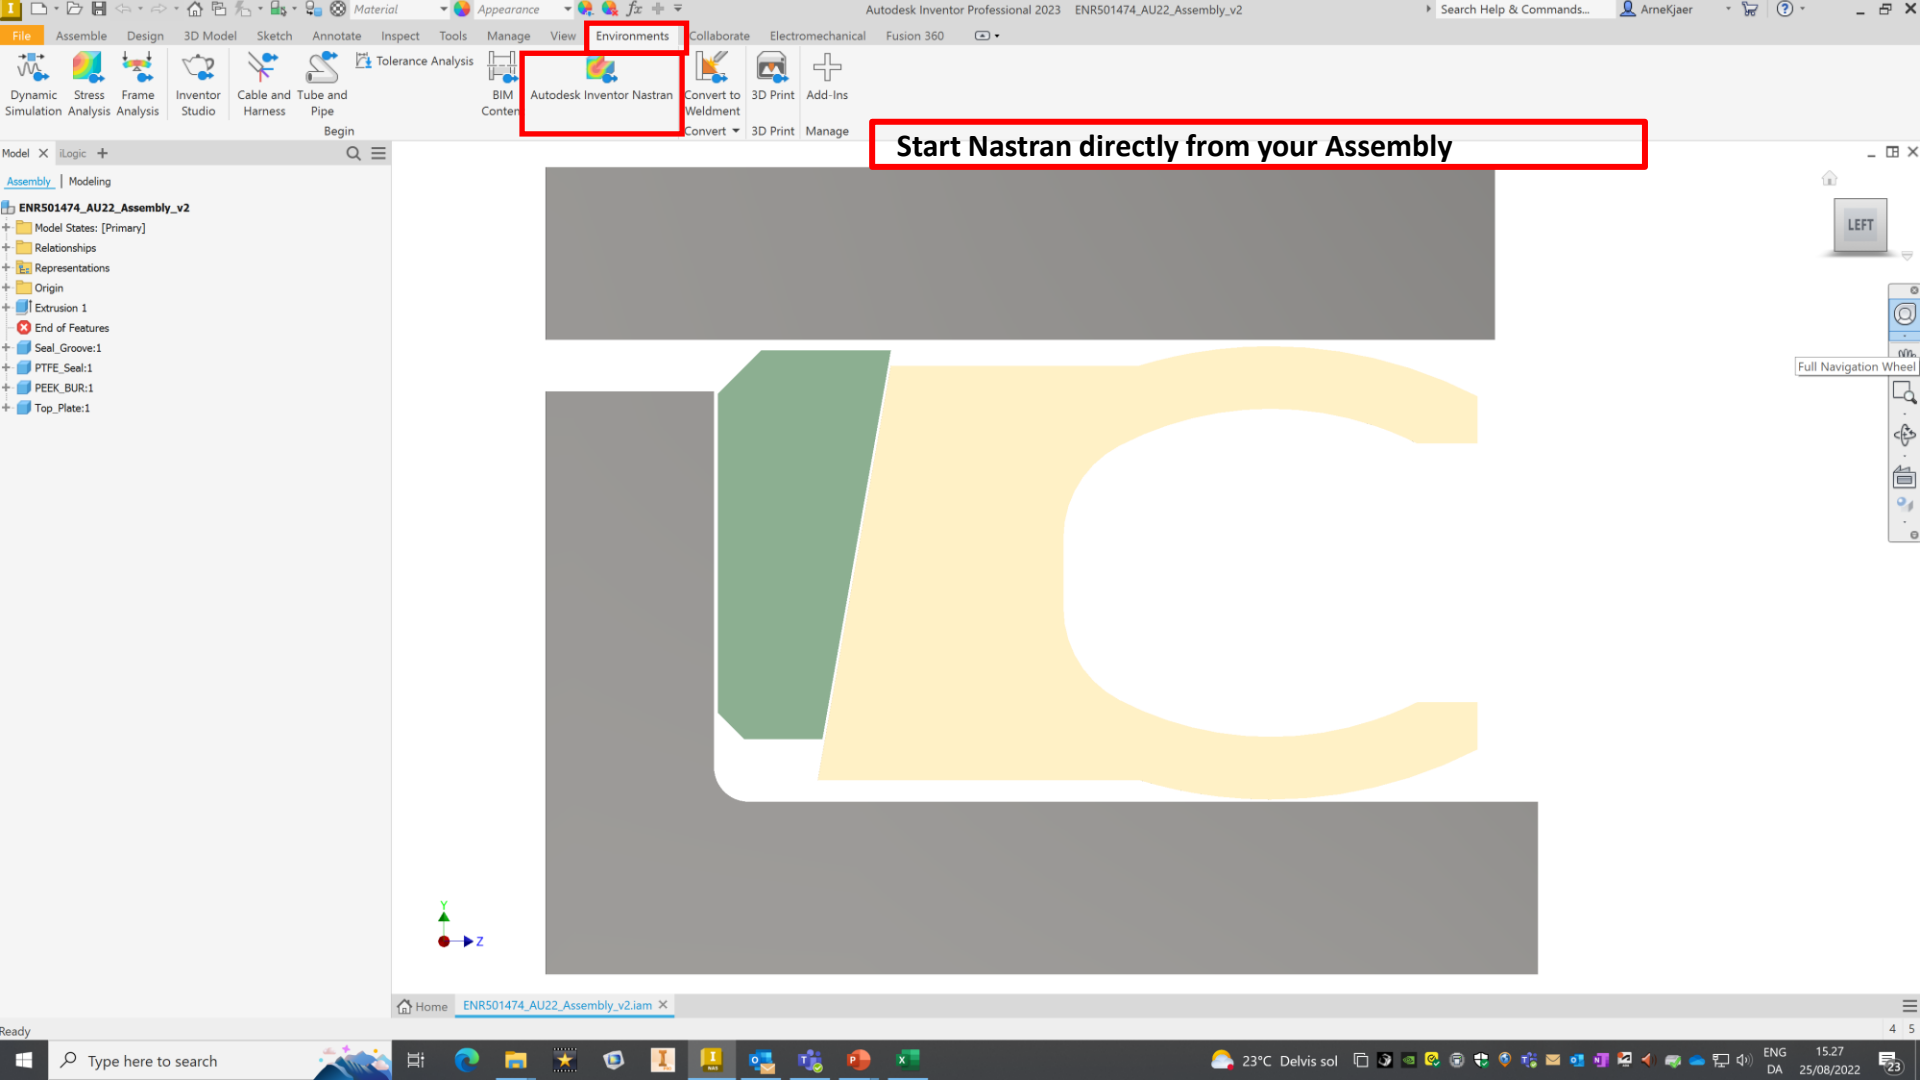 Material
Appearance
fx
Autodesk Inventor Professional 2023 ENR501474_AU22_Assembly_v2
Search Help & Commands...
ArneKjaer
File Assemble Design 3D Model Sketch Annotate Inspect Tools Manage View Environments Collaborate Electromechanical Fusion 360
Dynamic Simulation
Stress Analysis
Frame Analysis
Inventor Studio
Cable and Harness
Tube and Pipe
Tolerance Analysis
BIM Conten
Autodesk Inventor Nastran
Convert to Weldment
3D Print
Add-Ins
Begin
Convert
3D Print
Manage
Start Nastran directly from your Assembly
Model
iLogic
Assembly | Modeling
ENR501474_AU22_Assembly_v2
Model States: [Primary]
Relationships
Representations
Origin
Extrusion 1
End of Features
Seal_Groove:1
PTFE_Seal:1
PEEK_BUR:1
Top_Plate:1
LEFT
Full Navigation Wheel
Y
Z
Home
ENR501474_AU22_Assembly_v2.iam
Ready
4 5
Type here to search
23°C Delvis sol
ENG
DA
15.27
25/08/2022
23